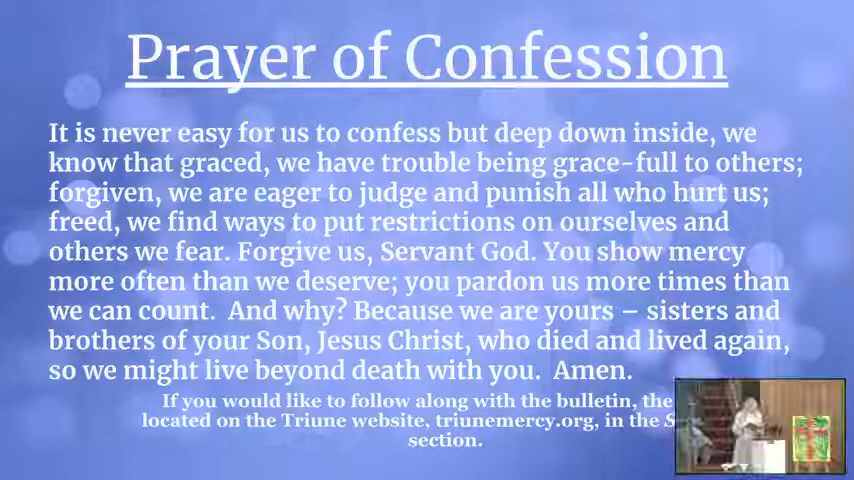 Prayer of Confession
It is never easy for us to confess but deep down inside, we
know that graced, we have trouble being grace-full to others;
forgiven, we are eager to judge and punish all who hurt us;
freed, we find ways to put restrictions on ourselves and
others we fear. Forgive us, Servant God. You show mercy
more often than we deserve; you pardon us more times than
we can count.  And why? Because we are yours – sisters and
brothers of your Son, Jesus Christ, who died and lived again,
so we might live beyond death with you.  Amen.
If you would like to follow along with the bulletin, the
located on the Triune website, triunemercy.org, in the
section.